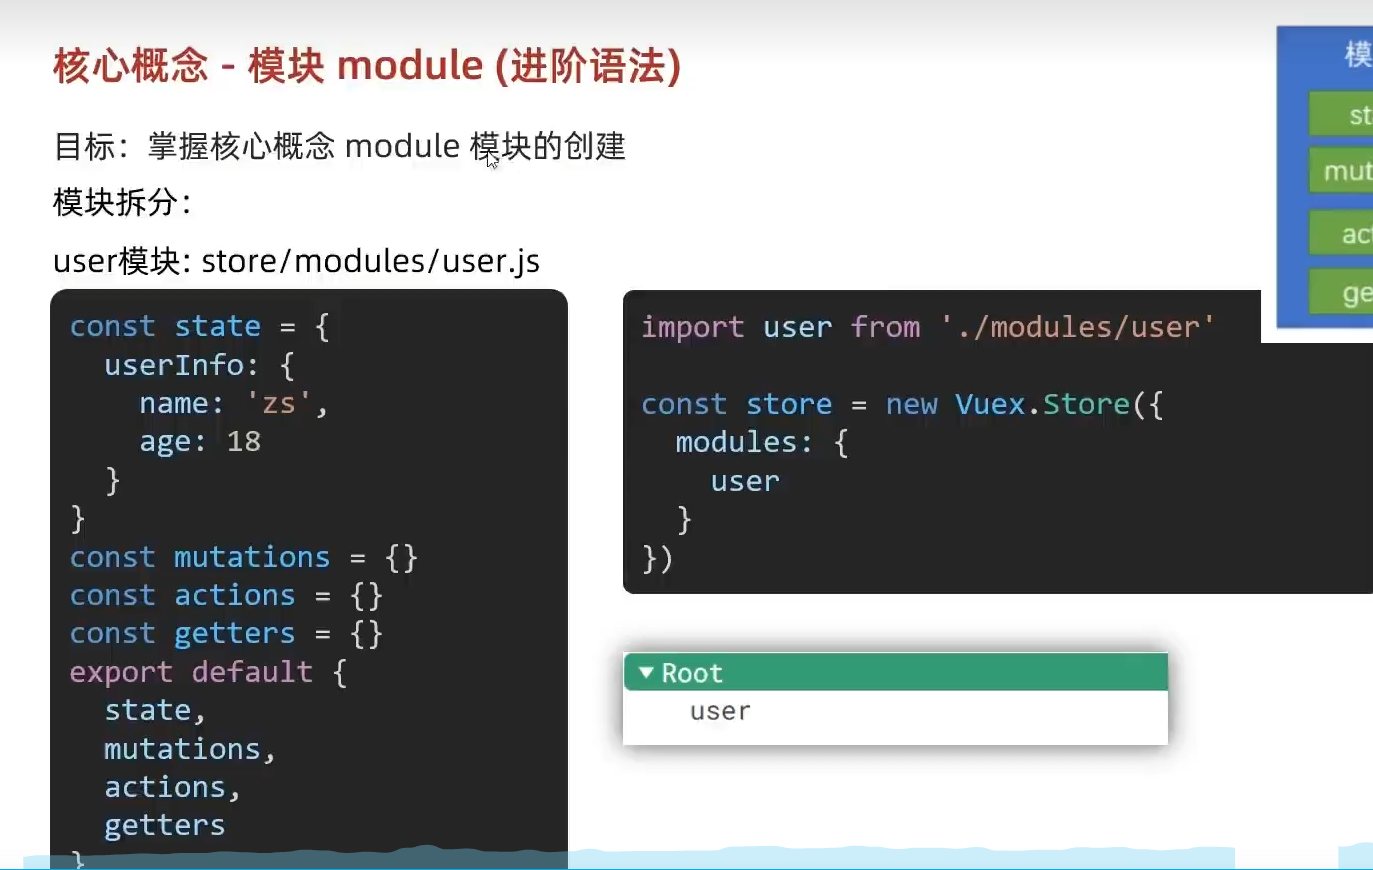 核心概念 - 模块 module (进阶语法)
目标：掌握核心概念 module 模块的创建
模块拆分：
user模块: store/modules/user.js
const state = {
  userInfo: {
    name: 'zs',
    age: 18
  }
}
const mutations = {}
const actions = {}
const getters = {}
export default {
  state,
  mutations,
  actions,
  getters
}
import user from './modules/user'
const store = new Vuex.Store({
  modules: {
    user
  }
})
Root
user
模
st
mut
act
ge